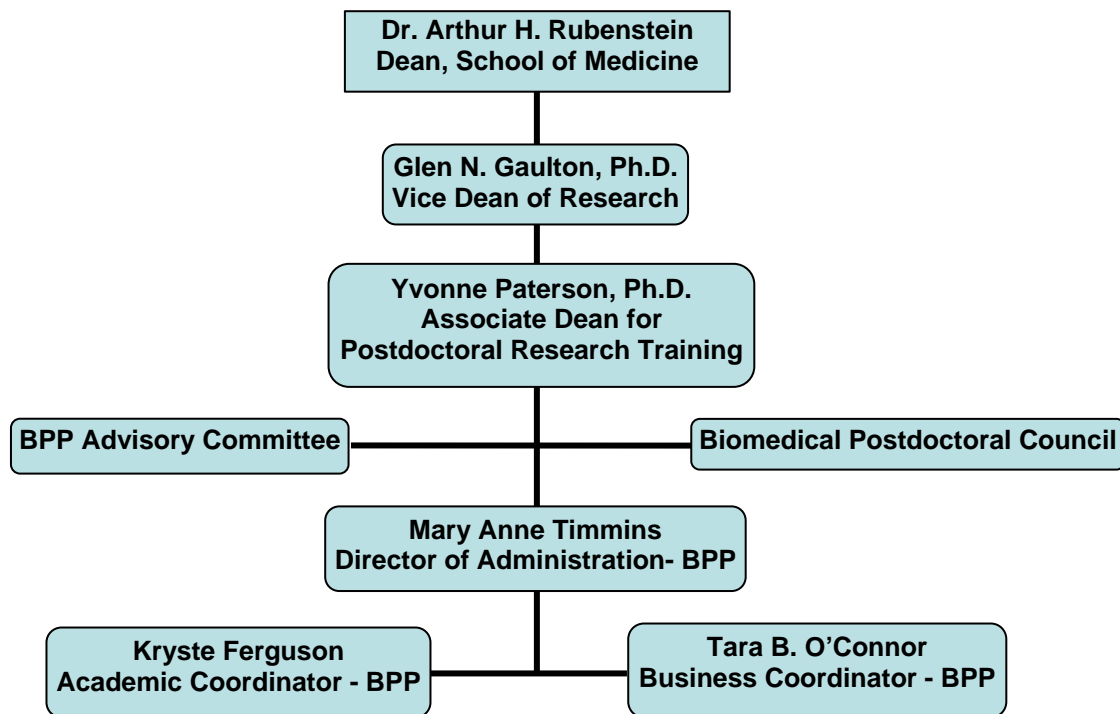 Dr. Arthur H. Rubenstein
Dean, School of Medicine
Glen N. Gaulton, Ph.D.
Vice Dean of Research
Yvonne Paterson, Ph.D.
Associate Dean for
Postdoctoral Research Training
BPP Advisory Committee
Biomedical Postdoctoral Council
Mary Anne Timmins
Director of Administration- BPP
Kryste Ferguson
Academic Coordinator - BPP
Tara B. O’Connor
Business Coordinator - BPP